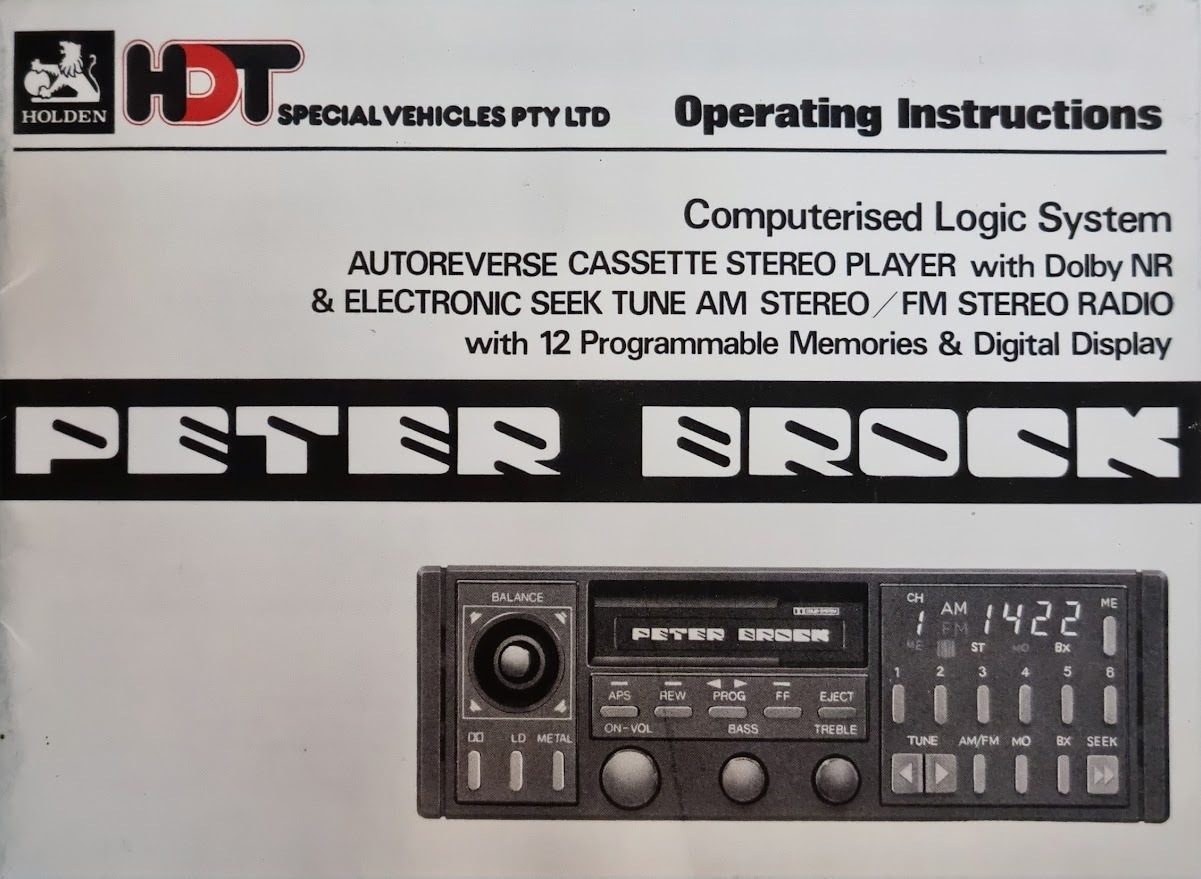 HOLDEN
HDT SPECIAL VEHICLES PTY LTD
Operating Instructions
Computerised Logic System
AUTOREVERSE CASSETTE STEREO PLAYER with Dolby NR
& ELECTRONIC SEEK TUNE AM STEREO / FM STEREO RADIO
with 12 Programmable Memories & Digital Display
PETER BROCK
BALANCE
LD METAL
PETER BROCK
APS REW PROG FF EJECT
ON-VOL BASS TREBLE
CH AM 1422 ME
1 FM
ME ST MO BX
1 2 3 4 5 6
TUNE AM/FM MO BX SEEK